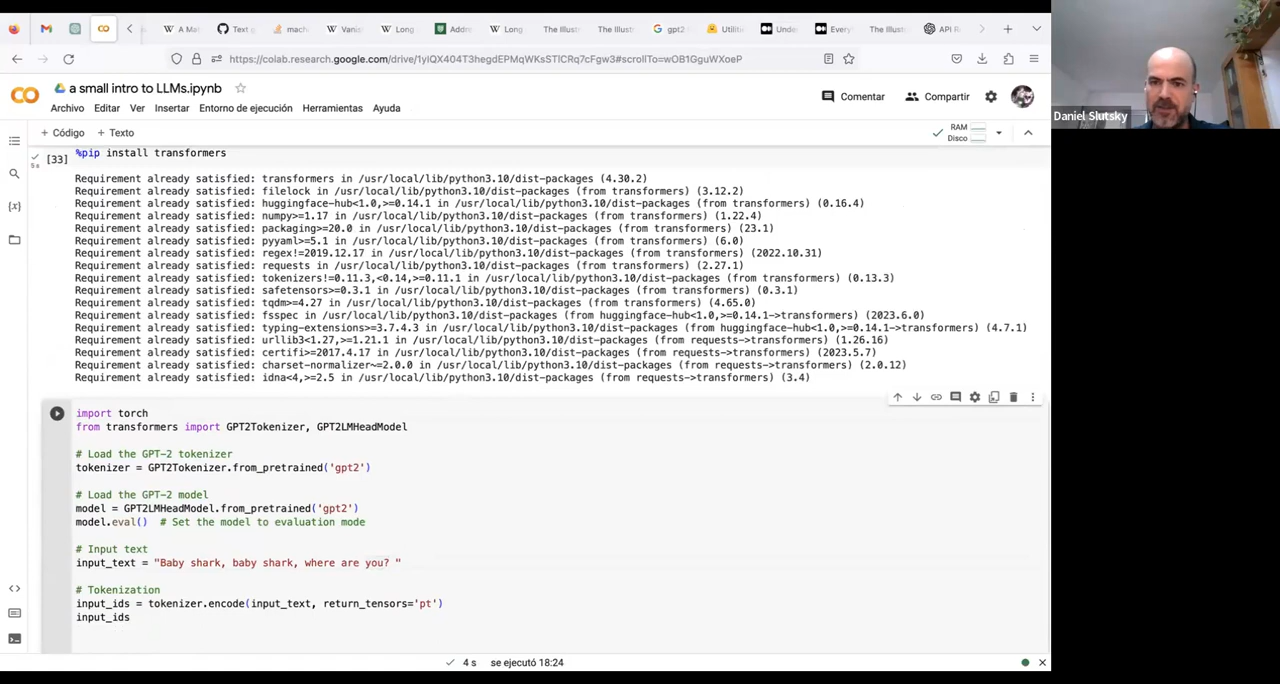 A Ma
Text g
mach
Vanis
Long
Addre
Long
The Illustr
The Illust
gpt2
Utilitie
Unde
Every
The Illustr
API R
https://colab.research.google.com/drive/1yiQX404T3hegdEPMqWKsSTlCRq7cFgw3#scrollTo=wOB1GguWXoeP
a small intro to LLMs.ipynb
Comentar
Compartir
Archivo Editar Ver Insertar Entorno de ejecución Herramientas Ayuda
+ Código + Texto
RAM
Disco
[33]
5 s
%pip install transformers
Requirement already satisfied: transformers in /usr/local/lib/python3.10/dist-packages (4.30.2)
Requirement already satisfied: filelock in /usr/local/lib/python3.10/dist-packages (from transformers) (3.12.2)
Requirement already satisfied: huggingface-hub<1.0,>=0.14.1 in /usr/local/lib/python3.10/dist-packages (from transformers) (0.16.4)
Requirement already satisfied: numpy>=1.17 in /usr/local/lib/python3.10/dist-packages (from transformers) (1.22.4)
Requirement already satisfied: packaging>=20.0 in /usr/local/lib/python3.10/dist-packages (from transformers) (23.1)
Requirement already satisfied: pyyaml>=5.1 in /usr/local/lib/python3.10/dist-packages (from transformers) (6.0)
Requirement already satisfied: regex!=2019.12.17 in /usr/local/lib/python3.10/dist-packages (from transformers) (2022.10.31)
Requirement already satisfied: requests in /usr/local/lib/python3.10/dist-packages (from transformers) (2.27.1)
Requirement already satisfied: tokenizers!=0.11.3,<0.14,>=0.11.1 in /usr/local/lib/python3.10/dist-packages (from transformers) (0.13.3)
Requirement already satisfied: safetensors>=0.3.1 in /usr/local/lib/python3.10/dist-packages (from transformers) (0.3.1)
Requirement already satisfied: tqdm>=4.27 in /usr/local/lib/python3.10/dist-packages (from transformers) (4.65.0)
Requirement already satisfied: fsspec in /usr/local/lib/python3.10/dist-packages (from huggingface-hub<1.0,>=0.14.1->transformers) (2023.6.0)
Requirement already satisfied: typing-extensions>=3.7.4.3 in /usr/local/lib/python3.10/dist-packages (from huggingface-hub<1.0,>=0.14.1->transformers) (4.7.1)
Requirement already satisfied: urllib3<1.27,>=1.21.1 in /usr/local/lib/python3.10/dist-packages (from requests->transformers) (1.26.16)
Requirement already satisfied: certifi>=2017.4.17 in /usr/local/lib/python3.10/dist-packages (from requests->transformers) (2023.5.7)
Requirement already satisfied: charset-normalizer~=2.0.0 in /usr/local/lib/python3.10/dist-packages (from requests->transformers) (2.0.12)
Requirement already satisfied: idna<4,>=2.5 in /usr/local/lib/python3.10/dist-packages (from requests->transformers) (3.4)
import torch
from transformers import GPT2Tokenizer, GPT2LMHeadModel
# Load the GPT-2 tokenizer
tokenizer = GPT2Tokenizer.from_pretrained('gpt2')
# Load the GPT-2 model
model = GPT2LMHeadModel.from_pretrained('gpt2')
model.eval()  # Set the model to evaluation mode
# Input text
input_text = "Baby shark, baby shark, where are you? "
# Tokenization
input_ids = tokenizer.encode(input_text, return_tensors='pt')
input_ids
4 s se ejecutó 18:24
Daniel Slutsky